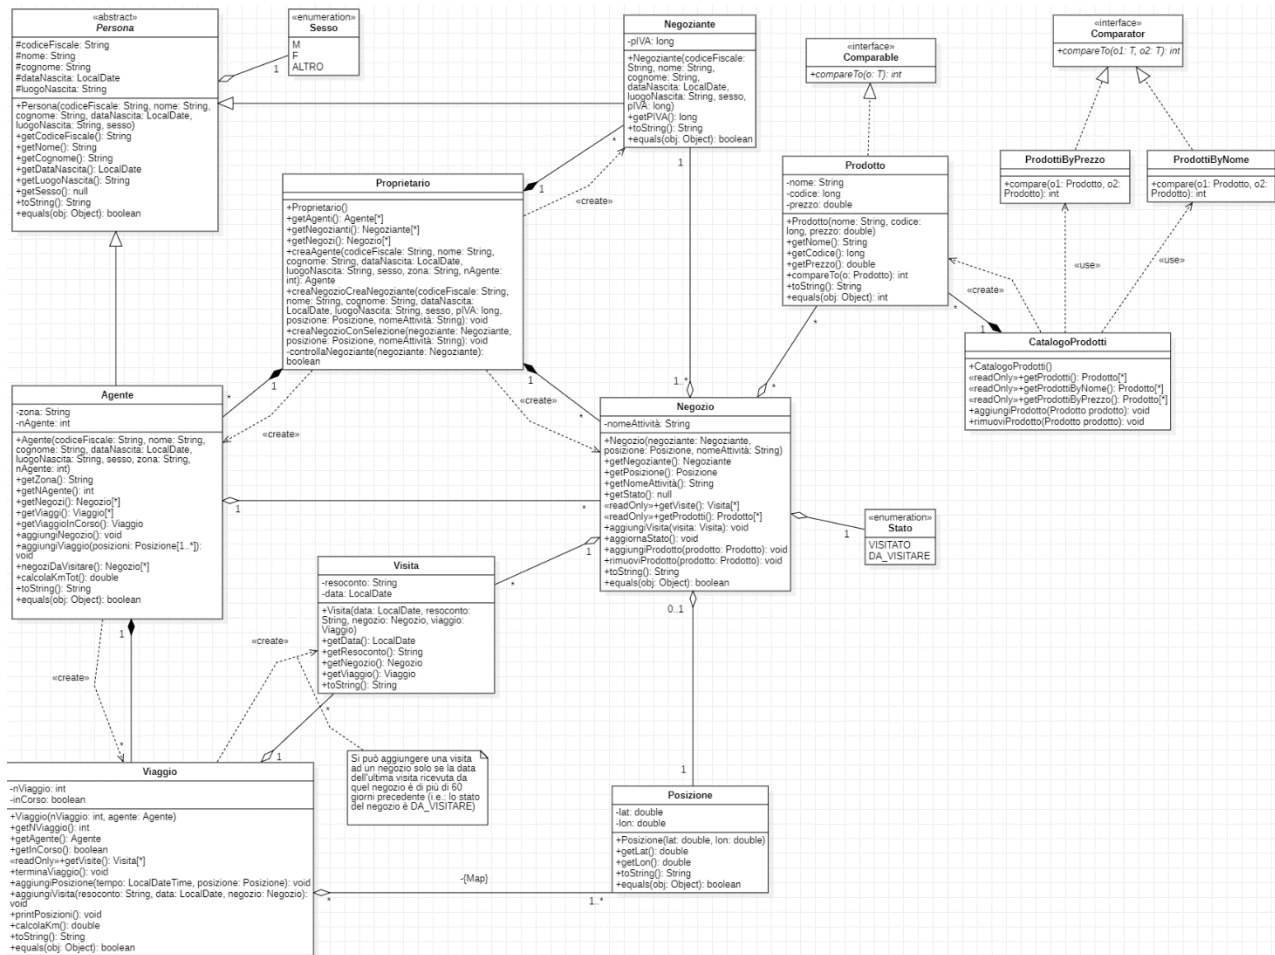 «abstract»
Persona
#codiceFiscale: String
#nome: String
#cognome: String
#dataNascita: LocalDate
#luogoNascita: String
+Persona(codiceFiscale: String, nome: String,
cognome: String, dataNascita: LocalDate,
luogoNascita: String, sesso)
+getCodiceFiscale(): String
+getNome(): String
+getCognome(): String
+getDataNascita(): LocalDate
+getLuogoNascita(): String
+getSesso(): null
+toString(): String
+equals(obj: Object): boolean
«enumeration»
Sesso
M
F
ALTRO
1
Negoziante
-pIVA: long
+Negoziante(codiceFiscale:
String, nome: String,
cognome: String,
dataNascita: LocalDate,
luogoNascita: String, sesso,
pIVA: long)
+getPIVA(): long
+toString(): String
+equals(obj: Object): boolean
*
1
1
«create»
«interface»
Comparable
+compareTo(o: T): int
«interface»
Comparator
+compareTo(o1: T, o2: T): int
Prodotto
-nome: String
-codice: long
-prezzo: double
+Prodotto(nome: String, codice:
long, prezzo: double)
+getNome(): String
+getCodice(): long
+getPrezzo(): double
+compareTo(o: Prodotto): int
+toString(): String
+equals(obj: Object): int
ProdottiByPrezzo
+compare(o1: Prodotto, o2:
Prodotto): int
ProdottiByNome
+compare(o1: Prodotto, o2:
Prodotto): int
«use»
«use»
«create»
*
1
*
CatalogoProdotti
+CatalogoProdotti()
«readOnly»+getProdotti(): Prodotto[*]
«readOnly»+getProdottiByNome(): Prodotto[*]
«readOnly»+getProdottiByPrezzo(): Prodotto[*]
+aggiungiProdotto(Prodotto prodotto): void
+rimuoviProdotto(Prodotto prodotto): void
Proprietario
+Proprietario()
+getAgenti(): Agente[*]
+getNegozianti(): Negoziante[*]
+getNegozi(): Negozio[*]
+creaAgente(codiceFiscale: String, nome: String,
cognome: String, dataNascita: LocalDate,
luogoNascita: String, sesso, zona: String, nAgente:
int): Agente
+creaNegozioCreaNegoziante(codiceFiscale: String,
nome: String, cognome: String, dataNascita:
LocalDate, luogoNascita: String, sesso, pIVA: long,
posizione: Posizione, nomeAttività: String): void
+creaNegozioConSelezione(negoziante: Negoziante,
posizione: Posizione, nomeAttività: String): void
-controllaNegoziante(negoziante: Negoziante):
boolean
1
*
1
*
«create»
«create»
1..*
*
Agente
-zona: String
-nAgente: int
+Agente(codiceFiscale: String, nome: String,
cognome: String, dataNascita: LocalDate,
luogoNascita: String, sesso, zona: String,
nAgente: int)
+getZona(): String
+getNAgente(): int
+getNegozi(): Negozio[*]
+getViaggi(): Viaggio[*]
+getViaggioInCorso(): Viaggio
+aggiungiNegozio(): void
+aggiungiViaggio(posizioni: Posizione[1..*]):
void
+negoziDaVisitare(): Negozio[*]
+calcolaKmTot(): double
+toString(): String
+equals(obj: Object): boolean
1
*
Negozio
-nomeAttività: String
+Negozio(negoziante: Negoziante,
posizione: Posizione, nomeAttività: String)
+getNegoziante(): Negoziante
+getPosizione(): Posizione
+getNomeAttività(): String
+getStato(): null
«readOnly»+getVisite(): Visita[*]
«readOnly»+getProdotti(): Prodotto[*]
+aggiungiVisita(visita: Visita): void
+aggiornaStato(): void
+aggiungiProdotto(prodotto: Prodotto): void
+rimuoviProdotto(prodotto: Prodotto): void
+toString(): String
+equals(obj: Object): boolean
«enumeration»
Stato
VISITATO
DA_VISITARE
1
1
*
0..1
Visita
-resoconto: String
-data: LocalDate
+Visita(data: LocalDate, resoconto:
String, negozio: Negozio, viaggio:
Viaggio)
+getData(): LocalDate
+getResoconto(): String
+getNegozio(): Negozio
+getViaggio(): Viaggio
+toString(): String
«create»
1
«create»
*
*
1
Si può aggiungere una visita
ad un negozio solo se la data
dell'ultima visita ricevuta da
quel negozio è di più di 60
giorni precedente (i.e.: lo stato
del negozio è DA_VISITARE)
Viaggio
-nViaggio: int
-inCorso: boolean
+Viaggio(nViaggio: int, agente: Agente)
+getNViaggio(): int
+getAgente(): Agente
+getInCorso(): boolean
«readOnly»+getVisite(): Visita[*]
+terminaViaggio(): void
+aggiungiPosizione(tempo: LocalDateTime, posizione: Posizione): void
+aggiungiVisita(resoconto: String, data: LocalDate, negozio: Negozio):
void
+printPosizioni(): void
+calcolaKm(): double
+toString(): String
+equals(obj: Object): boolean
*
-{Map}
1..*
1
Posizione
-lat: double
-lon: double
+Posizione(lat: double, lon: double)
+getLat(): double
+getLon(): double
+toString(): String
+equals(obj: Object): boolean